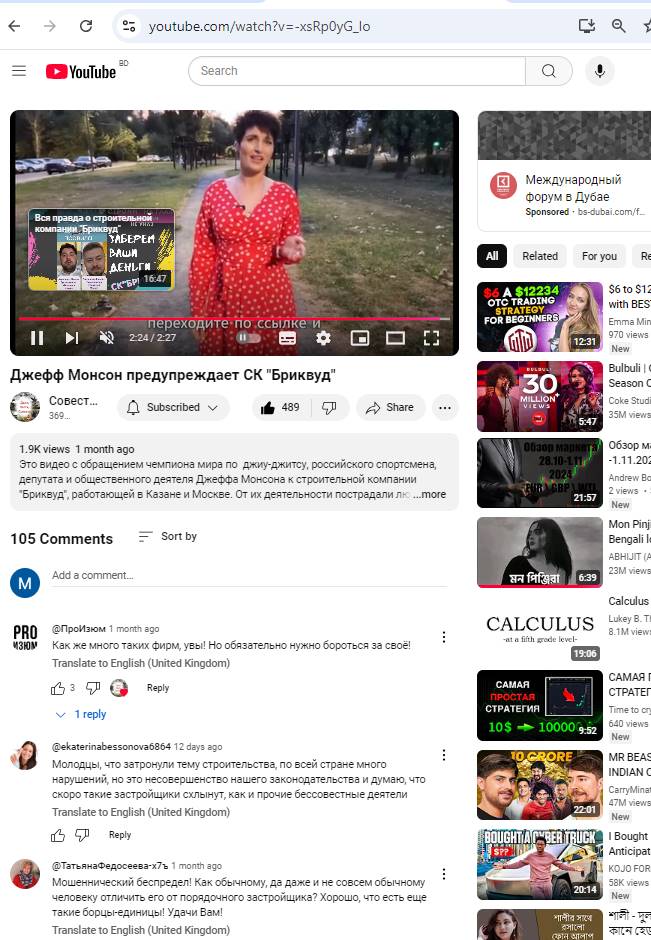 youtube.com/watch?v=-xsRp0yG_Io
YouTube BD
Search
Вся правда о строительной
компании "Бриквуд"
ЗАБЕРЕМ
ВАШИ
ДЕНЬГИ
16:47
переходите по ссылке и
2:24 / 2:27
Джефф Монсон предупреждает СК "Бриквуд"
Совест...
369...
Subscribed
489
Share
1.9K views 1 month ago
Это видео с обращением чемпиона мира по джиу-джитсу, российского спортсмена,
депутата и общественного деятеля Джеффа Монсона к строительной компании
"Бриквуд", работающей в Казане и Москве. От их деятельности пострадали лю ...more
105 Comments
Sort by
M
Add a comment...
PRO
ИЗЮМ
@ПроИзюм 1 month ago
Как же много таких фирм, увы! Но обязательно нужно бороться за своё!
Translate to English (United Kingdom)
3
Reply
1 reply
@ekaterinabessonova6864 12 days ago
Молодцы, что затронули тему строительства, по всей стране много
нарушений, но это несовершенство нашего законодательства и думаю, что
скоро такие застройщики схлынут, как и прочие бессовестные деятели
Translate to English (United Kingdom)
Reply
@ТатьянаФедосеева-х7ъ 1 month ago
Мошеннический беспредел! Как обычному, да даже и не совсем обычному
человеку отличить его от порядочного застройщика? Хорошо, что есть еще
такие борцы-единицы! Удачи Вам!
Translate to English (United Kingdom)
Международный
форум в Дубае
Sponsored · bs-dubai.com/f...
All
Related
For you
Re
$6 А $12234
OTC TRADING
STRATEGY
FOR BEGINNERS
12:31
$6 to $12
with BEST
Emma Min
970 views
New
BULBULI
30
MILLION+
VIEWS
5:47
Bulbuli | C
Season O
Coke Studi
35M views
Обзор маркета
28.10-1.11
2024
EUR \ GBP \ WTI
21:57
Обзор ма
-1.11.202
Andrew Bo
2 views •
New
মন পিঞ্জিরা
6:39
Mon Pinji
Bengali lo
ABHIJIT (A
23M views
CALCULUS
-at a fifth grade level-
19:06
Calculus
Lukey B. Th
8.1M views
САМАЯ
ПРОСТАЯ
СТРАТЕГИЯ
9:52
САМАЯ П
СТРАТЕГ
Time to cry
640 views
New
10 CRORE
22:01
MR BEAS
INDIAN C
CarryMinat
47M views
BOUGHT A CYBERTRUCK
$??
20:14
I Bought
Anticipat
KOJO FOR
58K views
New
শালীর সাথে
রসালো
ফোন আলাপ
শালী - দুল
কানে হেড